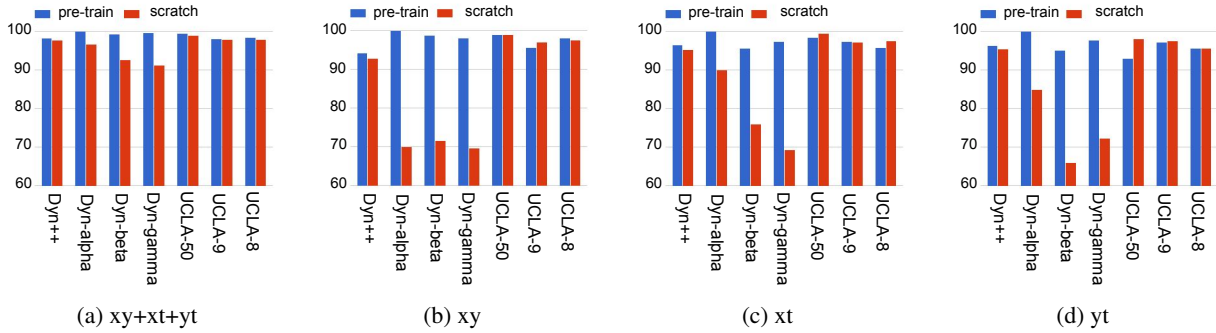 pre-train scratch
100
90
80
70
60
Dyn++
Dyn-alpha
Dyn-beta
Dyn-gamma
UCLA-50
UCLA-9
UCLA-8
(a) xy+xt+yt
pre-train scratch
100
90
80
70
60
Dyn++
Dyn-alpha
Dyn-beta
Dyn-gamma
UCLA-50
UCLA-9
UCLA-8
(b) xy
pre-train scratch
100
90
80
70
60
Dyn++
Dyn-alpha
Dyn-beta
Dyn-gamma
UCLA-50
UCLA-9
UCLA-8
(c) xt
pre-train scratch
100
90
80
70
60
Dyn++
Dyn-alpha
Dyn-beta
Dyn-gamma
UCLA-50
UCLA-9
UCLA-8
(d) yt